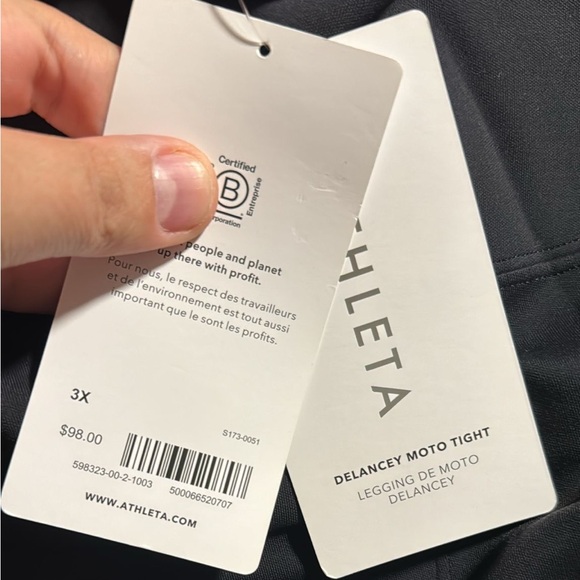 Certified
B
Entreprise
people and planet
up there with profit.
Pour nous, le respect des travailleurs
et de l'environnement est tout aussi
important que le sont les profits.
3X
$98.00
S173-0051
598323-00-2-1003
500066520707
WWW.ATHLETA.COM
THLETA
DELANCEY MOTO TIGHT
LEGGING DE MOTO
DELANCEY